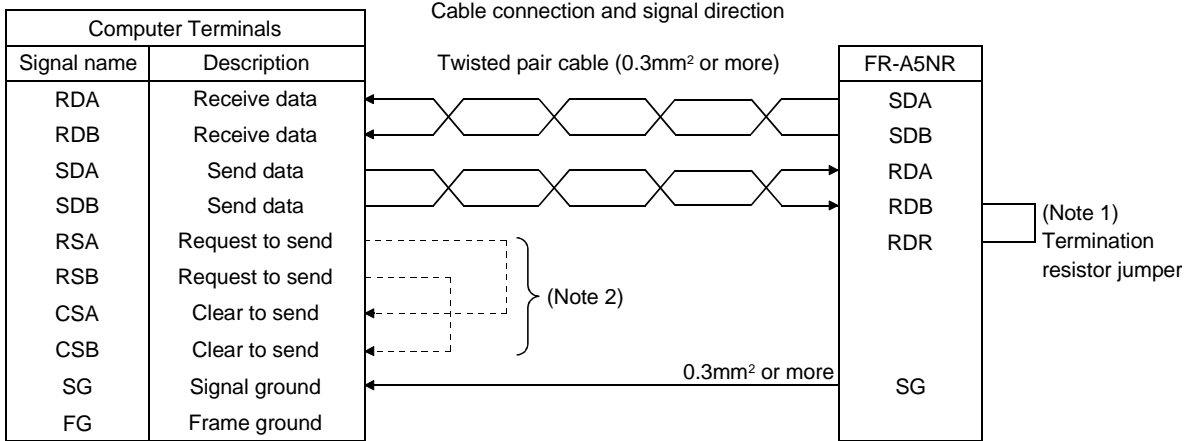 Cable connection and signal direction
Computer Terminals
Signal name Description
Twisted pair cable (0.3mm² or more)
FR-A5NR
RDA Receive data SDA
RDB Receive data SDB
SDA Send data RDA
SDB Send data RDB
RSA Request to send RDR
RSB Request to send
CSA Clear to send
CSB Clear to send
SG Signal ground SG
FG Frame ground
(Note 2)
0.3mm² or more
(Note 1)
Termination
resistor jumper